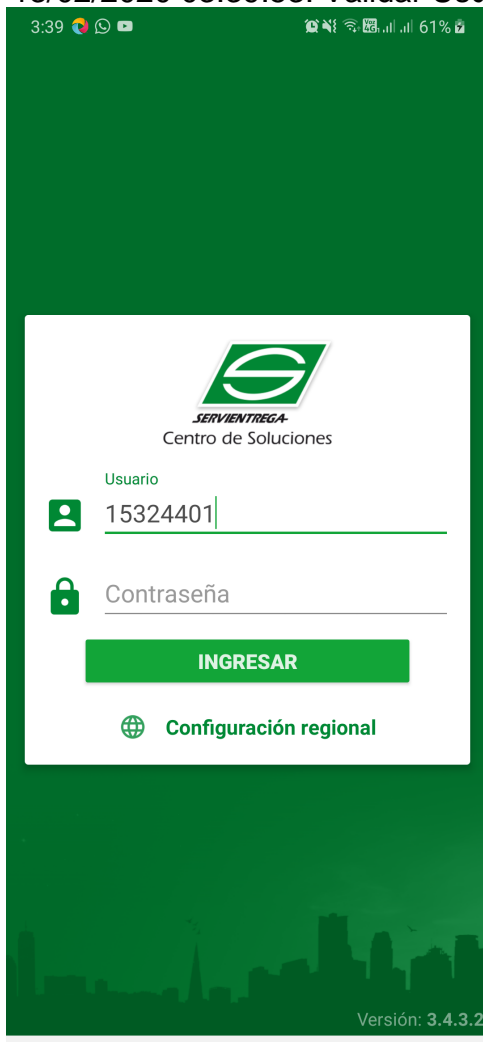 3:39 61%
SERVIENTREGA
Centro de Soluciones
Usuario
15324401
Contraseña
INGRESAR
Configuración regional
Versión: 3.4.3.2